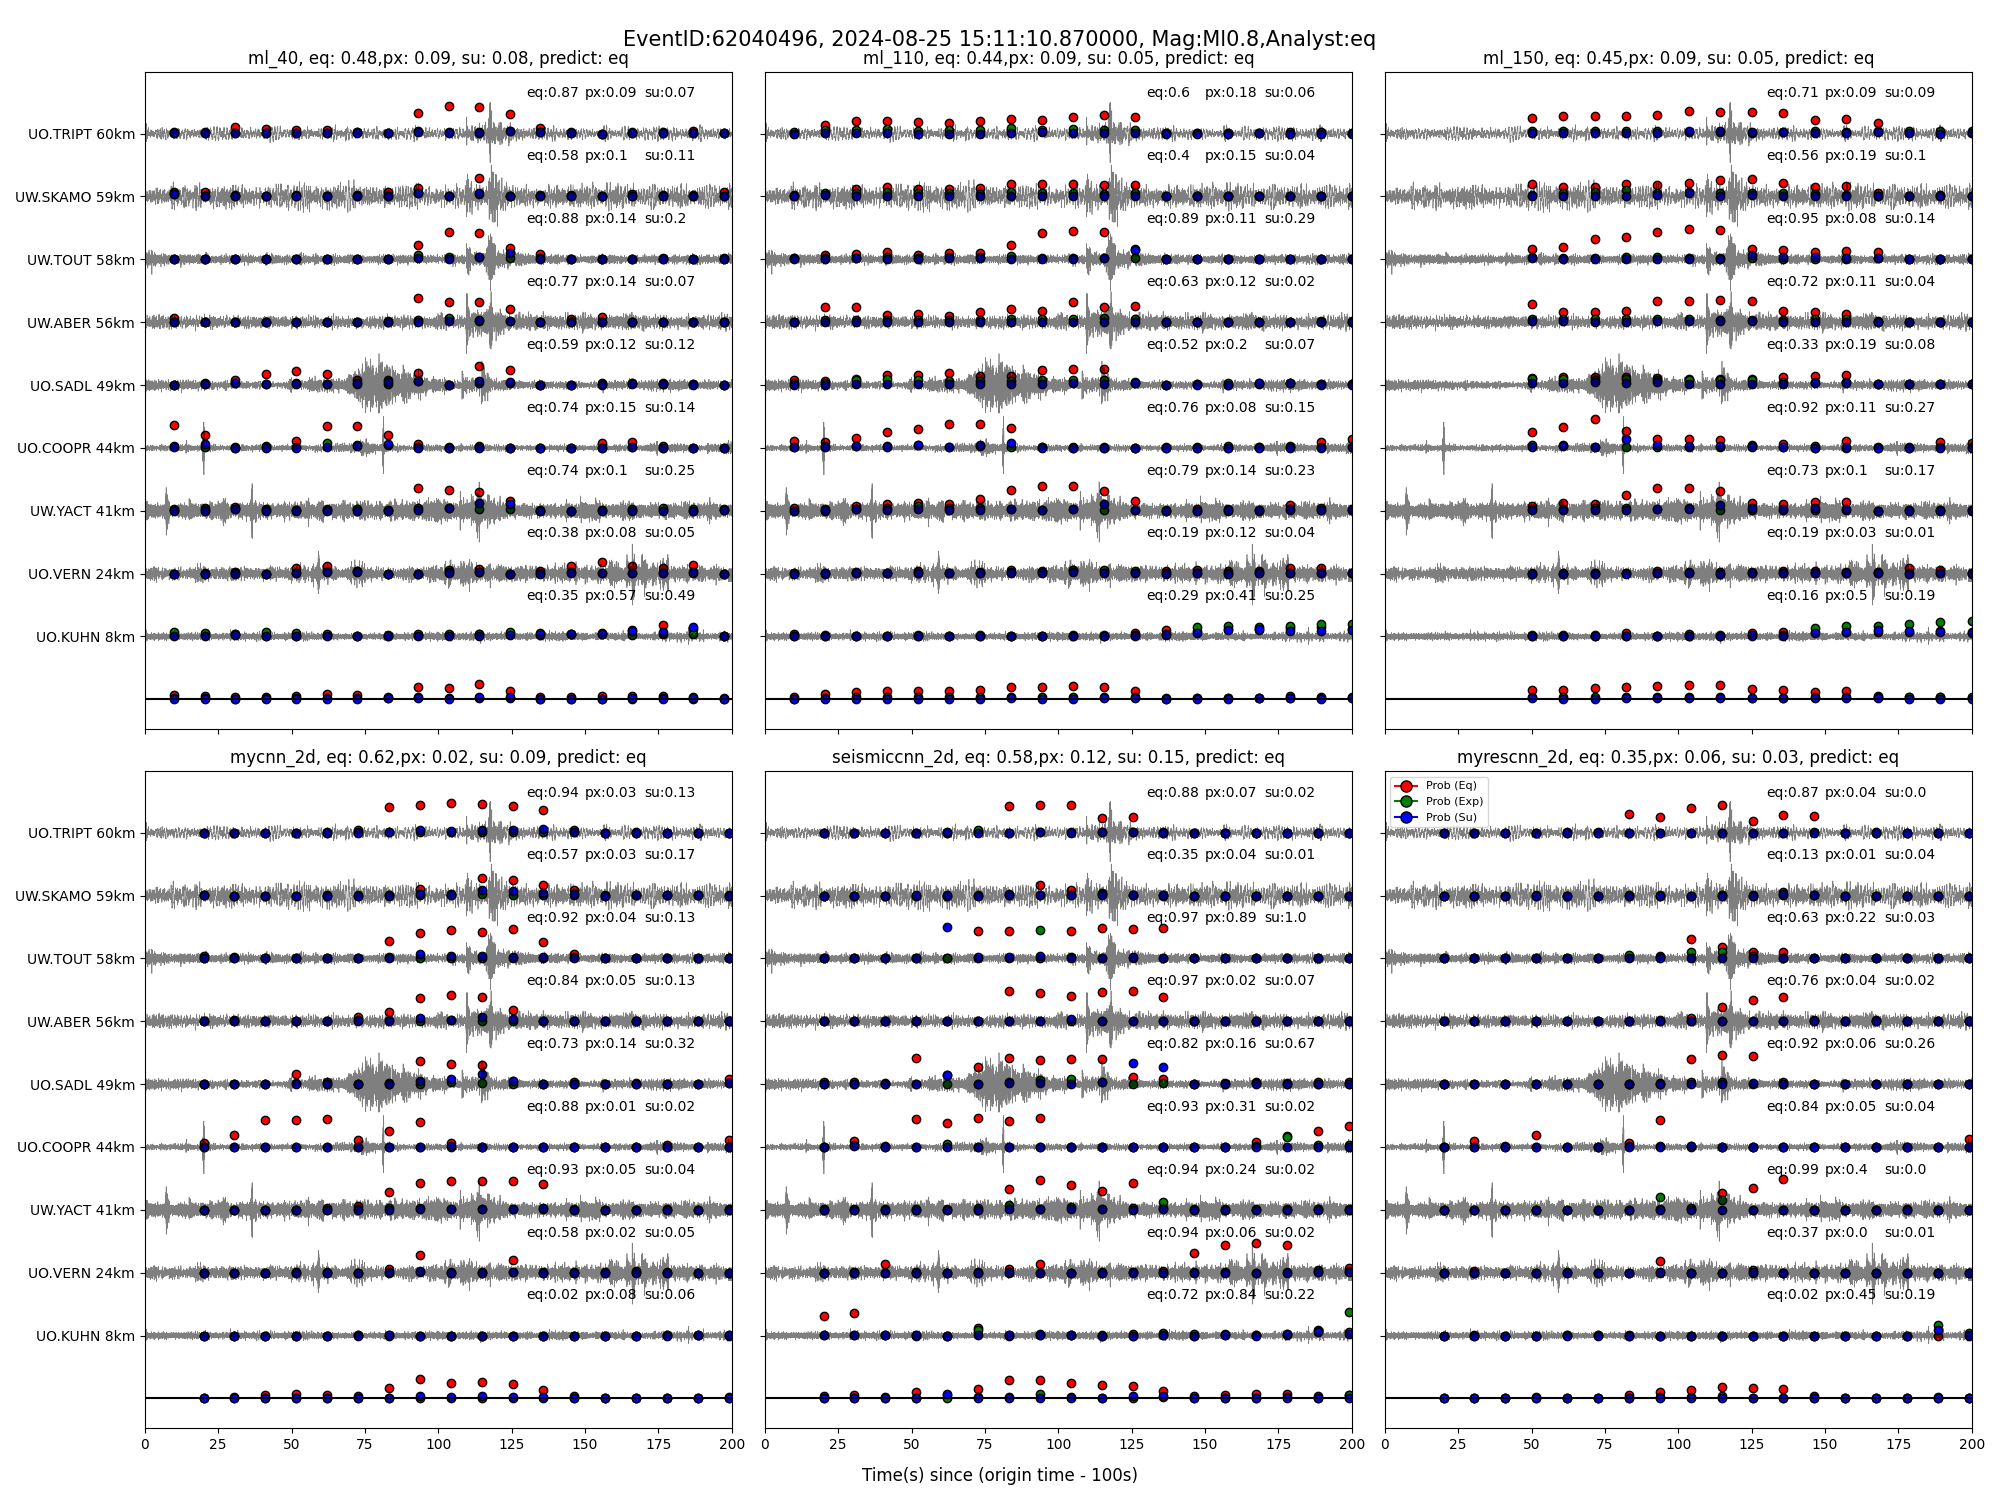 EventID:62040496, 2024-08-25 15:11:10.870000, Mag:Ml0.8,Analyst:eq
ml_40, eq: 0.48,px: 0.09, su: 0.08, predict: eq
UO.TRIPT 60km
eq:0.87 px:0.09 su:0.07
UW.SKAMO 59km
eq:0.58 px:0.1 su:0.11
UW.TOUT 58km
eq:0.88 px:0.14 su:0.2
UW.ABER 56km
eq:0.77 px:0.14 su:0.07
UO.SADL 49km
eq:0.59 px:0.12 su:0.12
UO.COOPR 44km
eq:0.74 px:0.15 su:0.14
UW.YACT 41km
eq:0.74 px:0.1 su:0.25
UO.VERN 24km
eq:0.38 px:0.08 su:0.05
UO.KUHN 8km
eq:0.35 px:0.57 su:0.49
ml_110, eq: 0.44,px: 0.09, su: 0.05, predict: eq
eq:0.6 px:0.18 su:0.06
eq:0.4 px:0.15 su:0.04
eq:0.89 px:0.11 su:0.29
eq:0.63 px:0.12 su:0.02
eq:0.52 px:0.2 su:0.07
eq:0.76 px:0.08 su:0.15
eq:0.79 px:0.14 su:0.23
eq:0.19 px:0.12 su:0.04
eq:0.29 px:0.41 su:0.25
ml_150, eq: 0.45,px: 0.09, su: 0.05, predict: eq
eq:0.71 px:0.09 su:0.09
eq:0.56 px:0.19 su:0.1
eq:0.95 px:0.08 su:0.14
eq:0.72 px:0.11 su:0.04
eq:0.33 px:0.19 su:0.08
eq:0.92 px:0.11 su:0.27
eq:0.73 px:0.1 su:0.17
eq:0.19 px:0.03 su:0.01
eq:0.16 px:0.5 su:0.19
mycnn_2d, eq: 0.62,px: 0.02, su: 0.09, predict: eq
UO.TRIPT 60km
eq:0.94 px:0.03 su:0.13
UW.SKAMO 59km
eq:0.57 px:0.03 su:0.17
UW.TOUT 58km
eq:0.92 px:0.04 su:0.13
UW.ABER 56km
eq:0.84 px:0.05 su:0.13
UO.SADL 49km
eq:0.73 px:0.14 su:0.32
UO.COOPR 44km
eq:0.88 px:0.01 su:0.02
UW.YACT 41km
eq:0.93 px:0.05 su:0.04
UO.VERN 24km
eq:0.58 px:0.02 su:0.05
UO.KUHN 8km
eq:0.02 px:0.08 su:0.06
0 25 50 75 100 125 150 175 200
seismiccnn_2d, eq: 0.58,px: 0.12, su: 0.15, predict: eq
eq:0.88 px:0.07 su:0.02
eq:0.35 px:0.04 su:0.01
eq:0.97 px:0.89 su:1.0
eq:0.97 px:0.02 su:0.07
eq:0.82 px:0.16 su:0.67
eq:0.93 px:0.31 su:0.02
eq:0.94 px:0.24 su:0.02
eq:0.94 px:0.06 su:0.02
eq:0.72 px:0.84 su:0.22
0 25 50 75 100 125 150 175 200
myrescnn_2d, eq: 0.35,px: 0.06, su: 0.03, predict: eq
Prob (Eq)
Prob (Exp)
Prob (Su)
eq:0.87 px:0.04 su:0.0
eq:0.13 px:0.01 su:0.04
eq:0.63 px:0.22 su:0.03
eq:0.76 px:0.04 su:0.02
eq:0.92 px:0.06 su:0.26
eq:0.84 px:0.05 su:0.04
eq:0.99 px:0.4 su:0.0
eq:0.37 px:0.0 su:0.01
eq:0.02 px:0.45 su:0.19
0 25 50 75 100 125 150 175 200
Time(s) since (origin time - 100s)